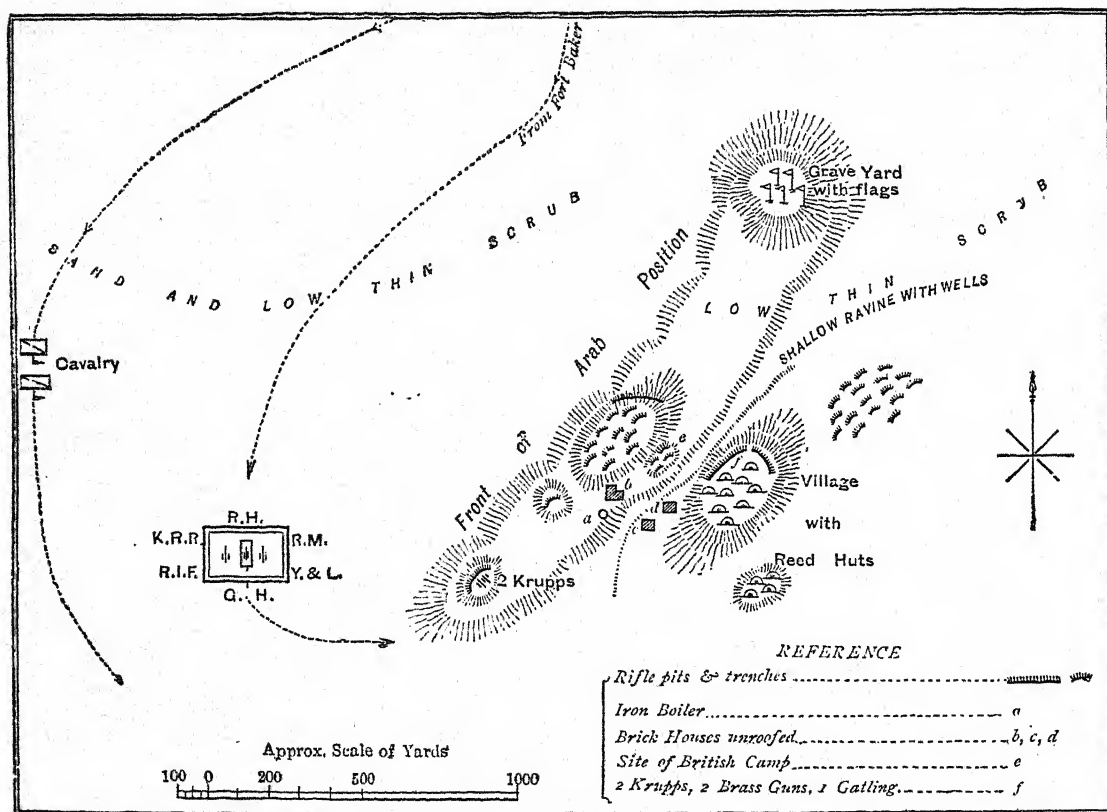 From Fort Baker
Grave Yard
with flags
SAND AND LOW THIN SCRUB
LOW THIN SCRUB
SHALLOW RAVINE WITH WELLS
Front of Arab Position
Cavalry
e
b
a
d
c
f
Village
with
Reed Huts
2 Krupps
R.H.
K.R.R.
R.M.
R.I.F.
Y. & L.
G. H.
REFERENCE
Rifle pits & trenches
Iron Boiler a
Brick Houses unroofed b, c, d
Site of British Camp e
2 Krupps, 2 Brass Guns, 1 Gatling f
Approx. Scale of Yards
100 0 200 500 1000